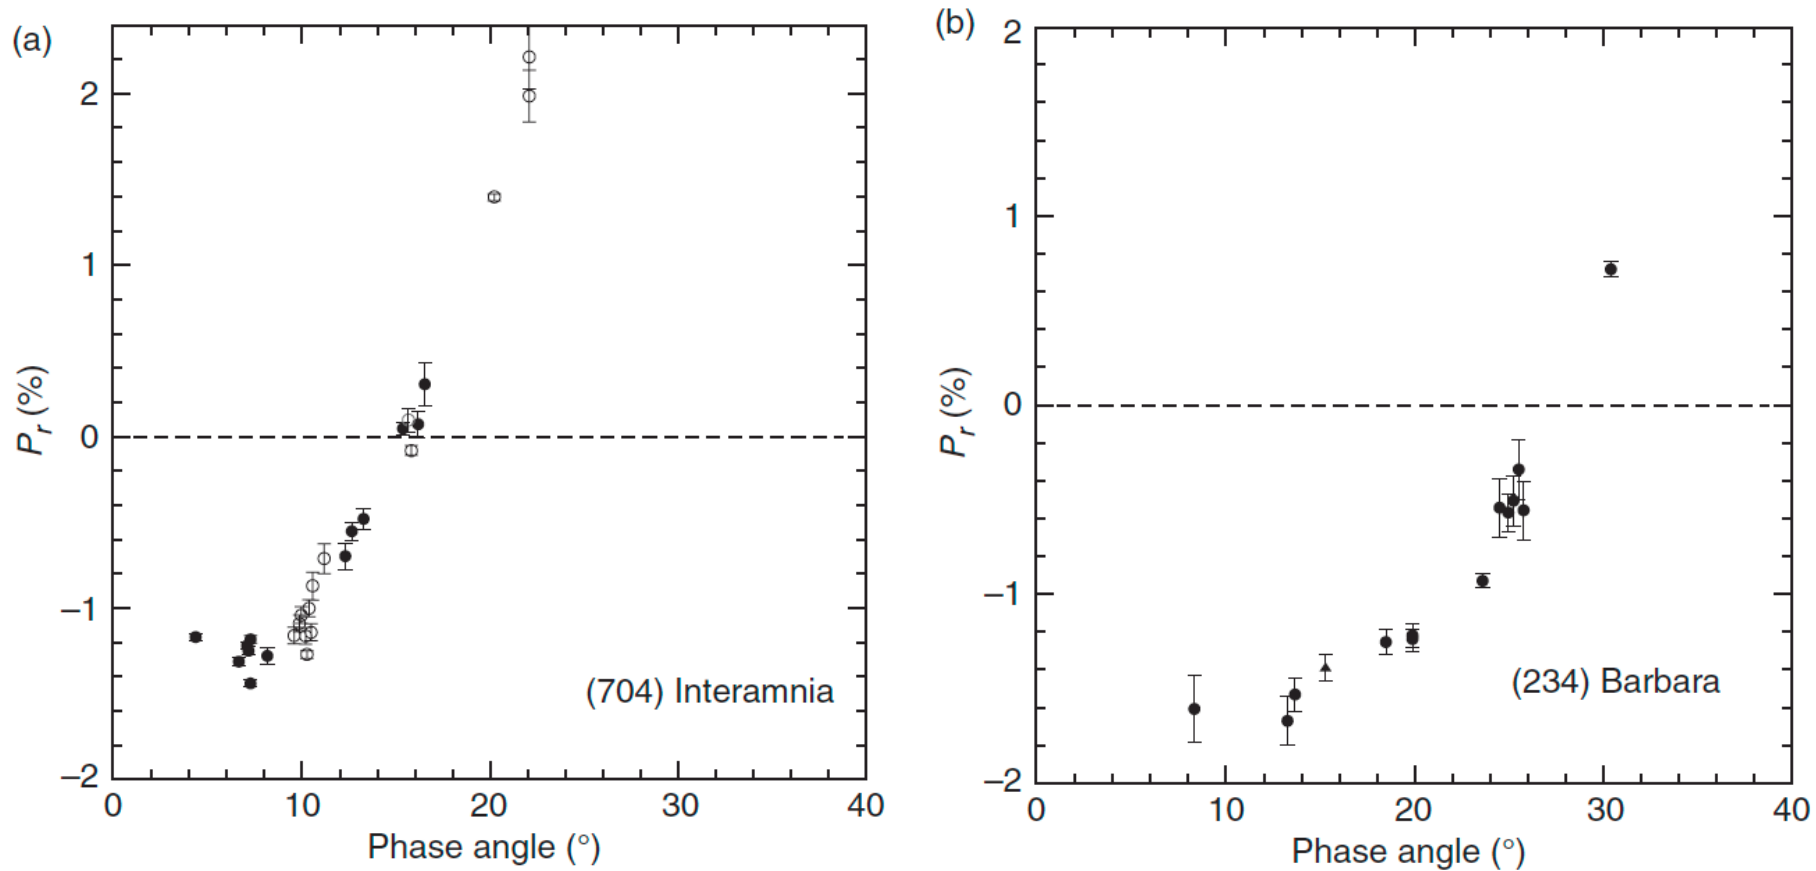 (a)
2
1
0
−1
−2
0 10 20 30 40
Phase angle (°)
Pr (%)
(704) Interamnia
(b)
2
1
0
−1
−2
0 10 20 30 40
Phase angle (°)
Pr (%)
(234) Barbara